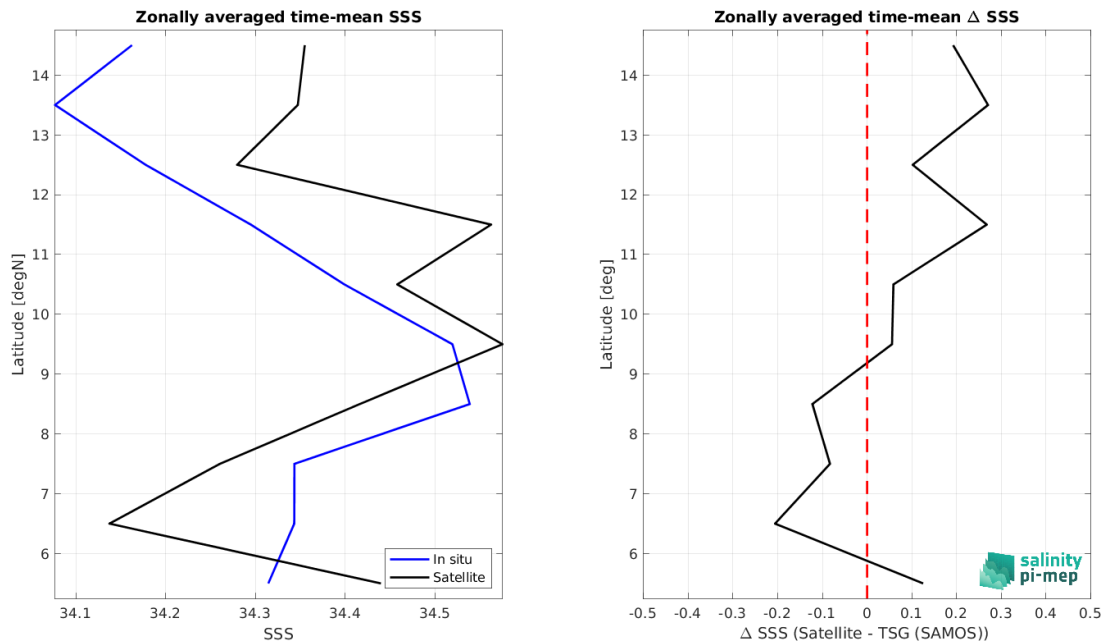 Zonally averaged time-mean SSS
14
13
12
11
10
9
8
7
6
Latitude [degN]
34.1 34.2 34.3 34.4 34.5
SSS
In situ
Satellite
Zonally averaged time-mean Δ SSS
14
13
12
11
10
9
8
7
6
Latitude [deg]
-0.5 -0.4 -0.3 -0.2 -0.1 0 0.1 0.2 0.3 0.4 0.5
Δ SSS (Satellite - TSG (SAMOS))
salinity
pi-mep